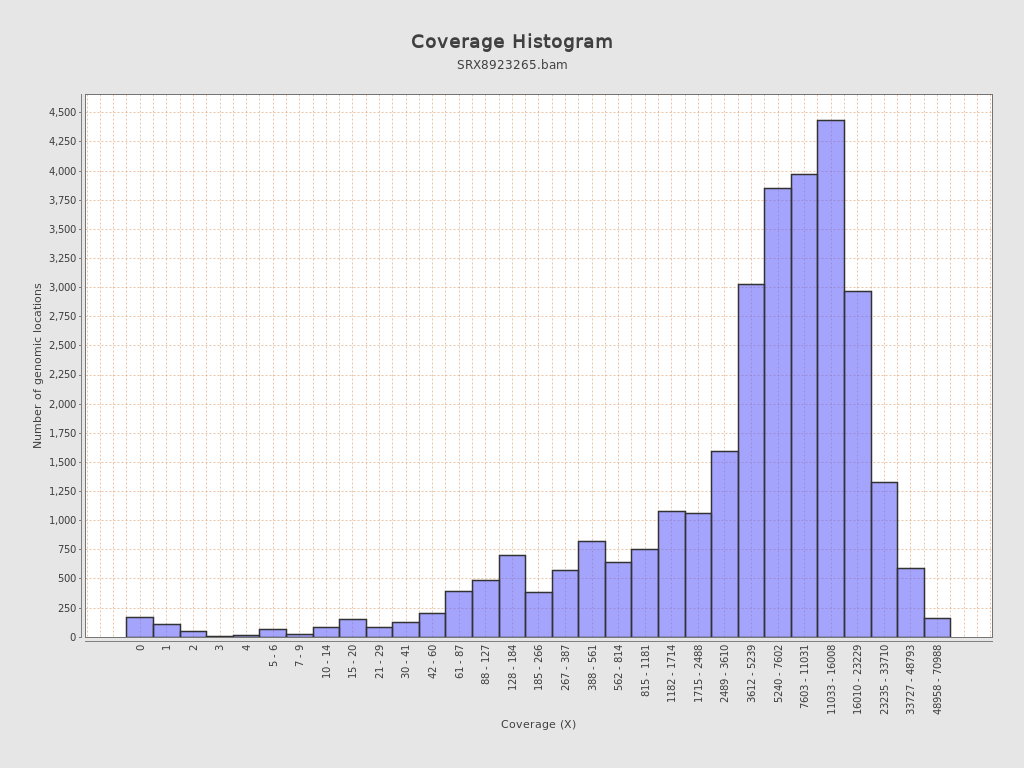 Coverage Histogram
SRX8923265.bam
Number of genomic locations
4,500
4,250
4,000
3,750
3,500
3,250
3,000
2,750
2,500
2,250
2,000
1,750
1,500
1,250
1,000
750
500
250
0
0
1
2
3
4
5 - 6
7 - 9
10 - 14
15 - 20
21 - 29
30 - 41
42 - 60
61 - 87
88 - 127
128 - 184
185 - 266
267 - 387
388 - 561
562 - 814
815 - 1181
1182 - 1714
1715 - 2488
2489 - 3610
3612 - 5239
5240 - 7602
7603 - 11031
11033 - 16008
16010 - 23229
23235 - 33710
33727 - 48793
48958 - 70988
Coverage (X)